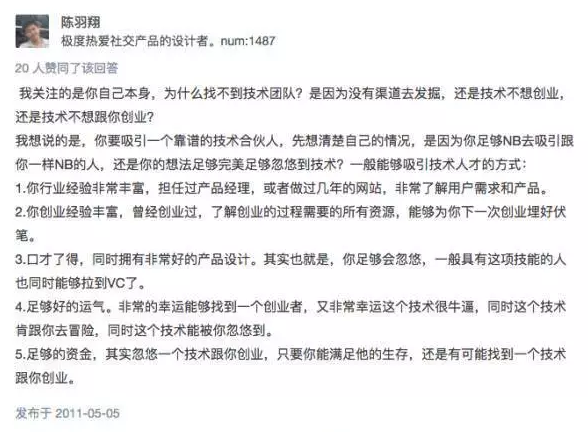 陈羽翔
极度热爱社交产品的设计者。num:1487
20 人赞同了该回答
我关注的是你自己本身，为什么找不到技术团队？是因为没有渠道去发掘，还是技术不想创业，
还是技术不想跟你创业？
我想说的是，你要吸引一个靠谱的技术合伙人，先想清楚自己的情况，是因为你足够NB去吸引跟
你一样NB的人，还是你的想法足够完美足够忽悠到技术？一般能够吸引技术人才的方式：
1.你行业经验非常丰富，担任过产品经理，或者做过几年的网站，非常了解用户需求和产品。
2.你创业经验丰富，曾经创业过，了解创业的过程需要的所有资源，能够为你下一次创业埋好伏
笔。
3.口才了得，同时拥有非常好的产品设计。其实也就是，你足够会忽悠，一般具有这项技能的人
也同时能够拉到VC了。
4.足够好的运气。非常的幸运能够找到一个创业者，又非常幸运这个技术很牛逼，同时这个技术
肯跟你去冒险，同时这个技术能被你忽悠到。
5.足够的资金，其实忽悠一个技术跟你创业，只要你能满足他的生存，还是有可能找到一个技术
跟你创业。
发布于 2011-05-05